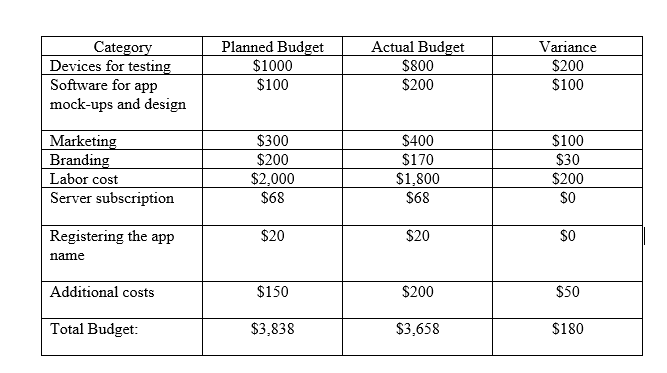 Category Planned Budget Actual Budget Variance
Devices for testing $1000 $800 $200
Software for app $100 $200 $100
mock-ups and design
Marketing $300 $400 $100
Branding $200 $170 $30
Labor cost $2,000 $1,800 $200
Server subscription $68 $68 $0
Registering the app $20 $20 $0
name
Additional costs $150 $200 $50
Total Budget: $3,838 $3,658 $180